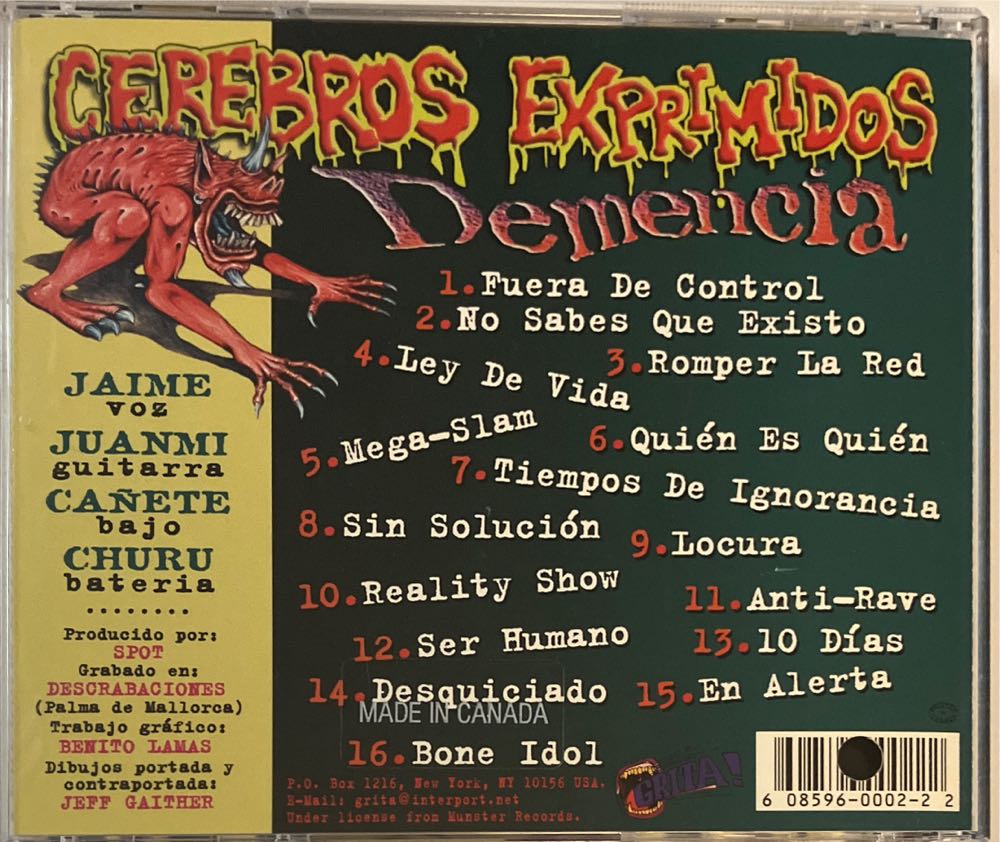 CEREBROS EXPRIMIDOS
Demencia
1.Fuera De Control
2.No Sabes Que Existo
3.Romper La Red
4.Ley De Vida
5.Mega-Slam
6.Quién Es Quién
7.Tiempos De Ignorancia
8.Sin Solución
9.Locura
10.Reality Show
11.Anti-Rave
12.Ser Humano
13.10 Días
14.Desquiciado
15.En Alerta
16.Bone Idol
MADE IN CANADA
JAIME
voz
JUANMI
guitarra
CAÑETE
bajo
CHURU
bateria
........
Producido por:
SPOT
Grabado en:
DESCRABACIONES
(Palma de Mallorca)
Trabajo gráfico:
BENITO LAMAS
Dibujos portada y
contraportada:
JEFF GAITHER
P.O. Box 1216, New York, NY 10156 USA.
E-Mail: grita@interport.net
Under license from Munster Records.
GRITA!
6 08596-0002-2 2